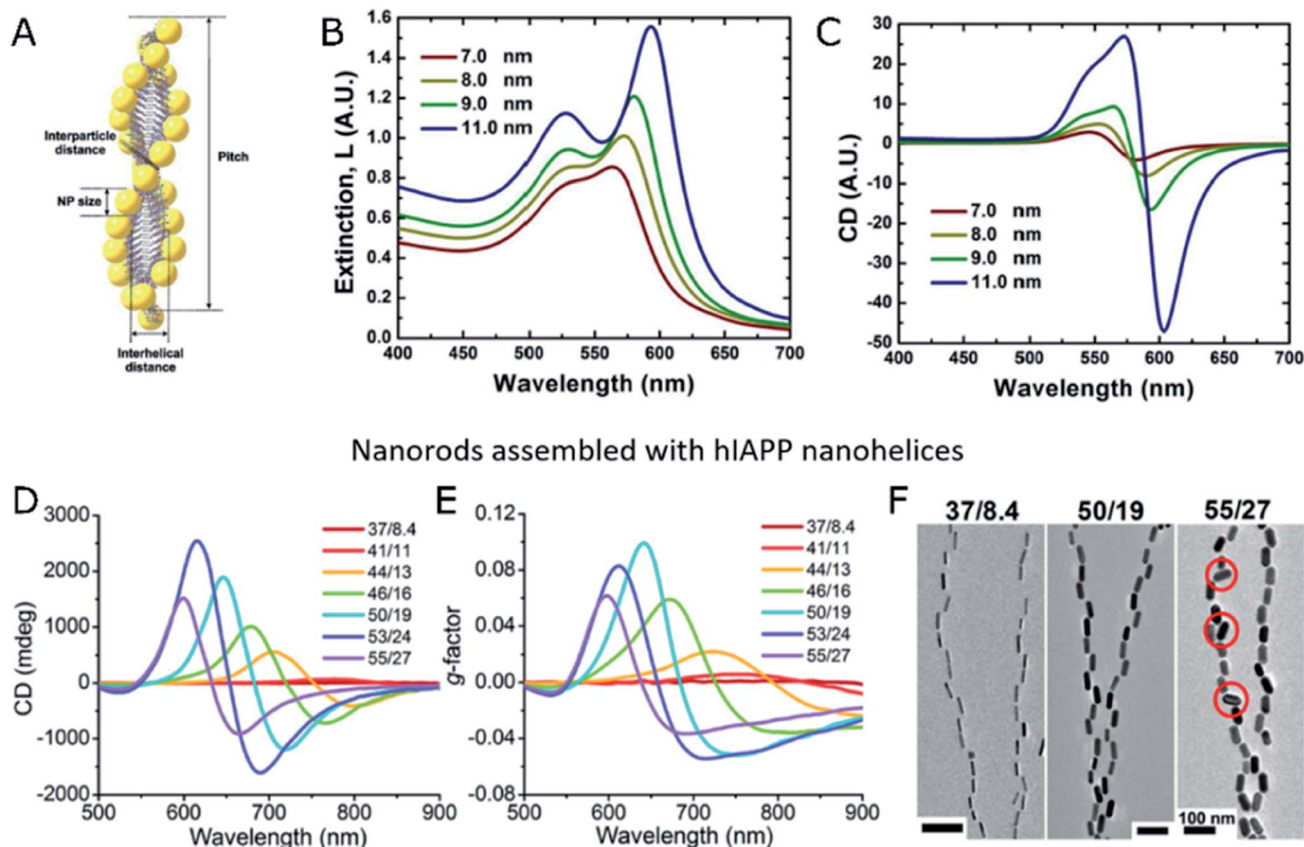 A
Interparticle
distance
NP size
Pitch
Interhelical
distance
B
Extinction, L (A.U.)
1.6
1.4
1.2
1.0
0.8
0.6
0.4
0.2
0.0
7.0 nm
8.0 nm
9.0 nm
11.0 nm
400 450 500 550 600 650 700
Wavelength (nm)
C
CD (A.U.)
30
20
10
0
-10
-20
-30
-40
-50
7.0 nm
8.0 nm
9.0 nm
11.0 nm
400 450 500 550 600 650 700
Wavelength (nm)
Nanorods assembled with hIAPP nanohelices
D
CD (mdeg)
3000
2000
1000
0
-1000
-2000
37/8.4
41/11
44/13
46/16
50/19
53/24
55/27
500 600 700 800 900
Wavelength (nm)
E
g-factor
0.12
0.08
0.04
0.00
-0.04
-0.08
37/8.4
41/11
44/13
46/16
50/19
53/24
55/27
500 600 700 800 900
Wavelength (nm)
F
37/8.4 50/19 55/27
100 nm